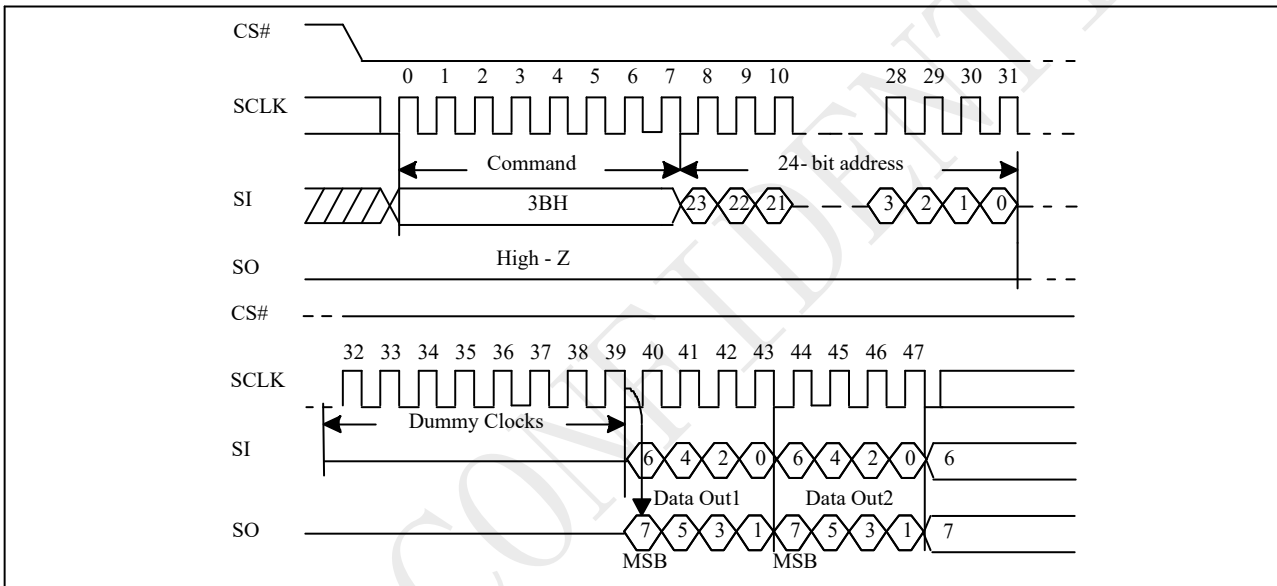 CS#
0 1 2 3 4 5 6 7 8 9 10 28 29 30 31
SCLK
Command 24- bit address
SI 3BH 23 22 21 3 2 1 0
High - Z
SO
CS#
32 33 34 35 36 37 38 39 40 41 42 43 44 45 46 47
SCLK
Dummy Clocks
SI 6 4 2 0 6 4 2 0 6
Data Out1 Data Out2
SO 7 5 3 1 7 5 3 1 7
MSB MSB
CONFIDENT